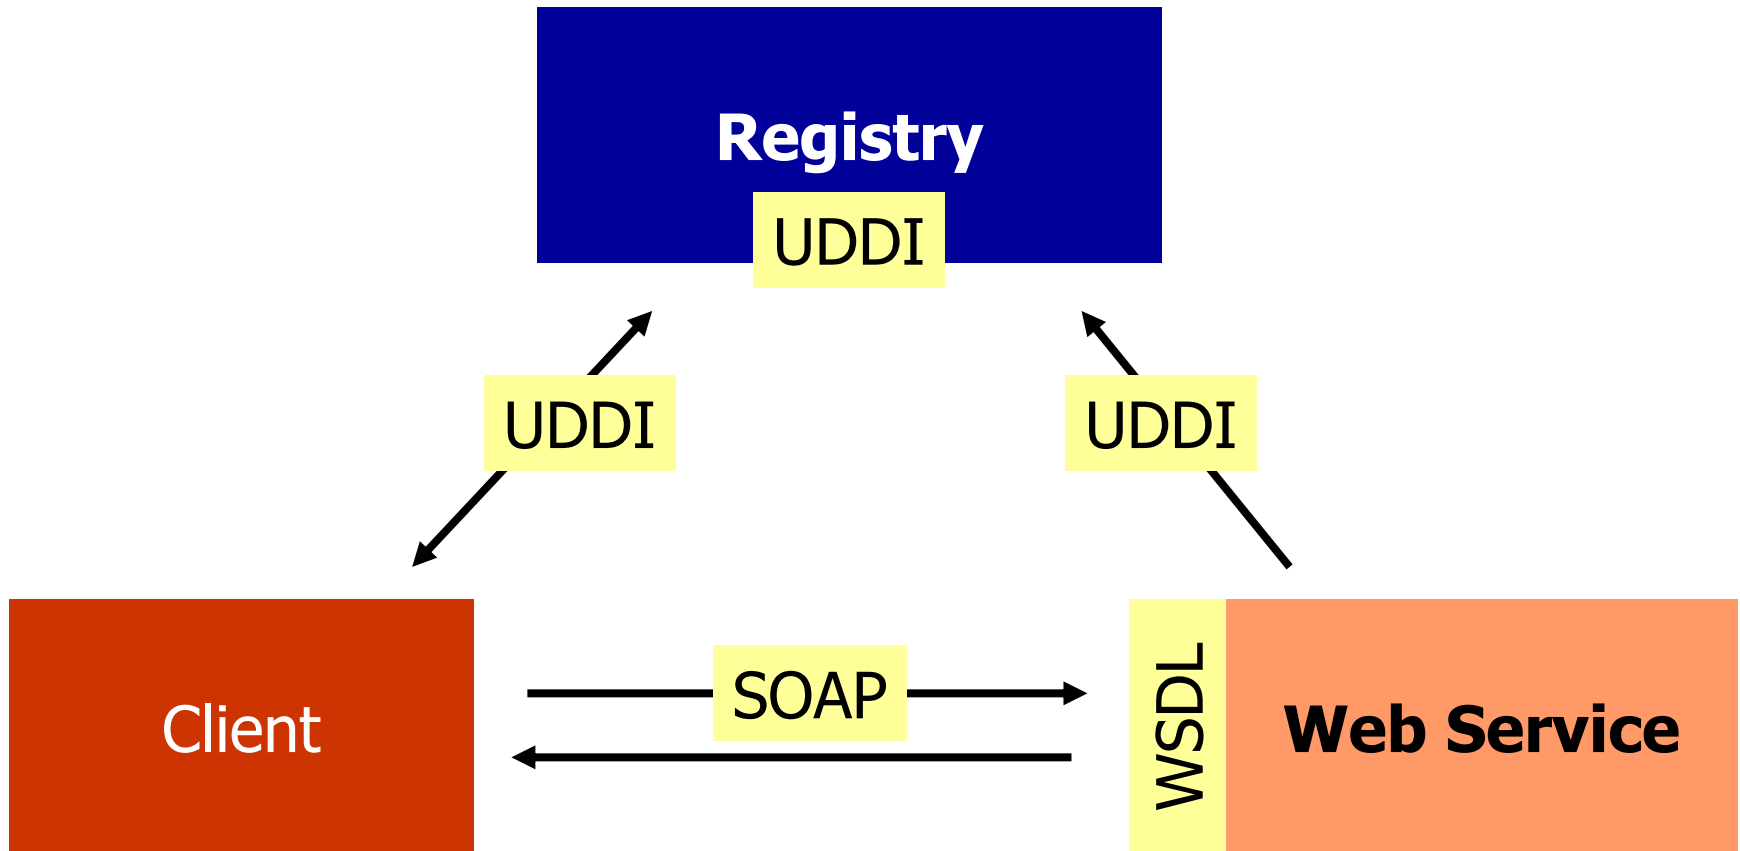 Registry
UDDI
UDDI
UDDI
SOAP
Client
WSDL
Web Service